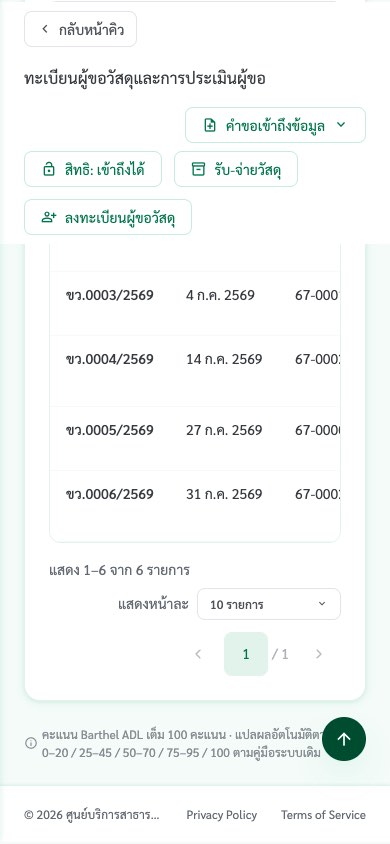 กลับหน้าคิว
ทะเบียนผู้ขอวัสดุและการประเมินผู้ขอ
คำขอเข้าถึงข้อมูล
สิทธิ: เข้าถึงได้
รับ-จ่ายวัสดุ
ลงทะเบียนผู้ขอวัสดุ
ขว.0003/2569 4 ก.ค. 2569 67-000
ขว.0004/2569 14 ก.ค. 2569 67-000
ขว.0005/2569 27 ก.ค. 2569 67-000
ขว.0006/2569 31 ก.ค. 2569 67-000
แสดง 1–6 จาก 6 รายการ
แสดงหน้าละ 10 รายการ
1 / 1
คะแนน Barthel ADL เต็ม 100 คะแนน · แปลผลอัตโนมัติ
0–20 / 25–45 / 50–70 / 75–95 / 100 ตามคู่มือระบบเดิม
© 2026 ศูนย์บริการสาธาร... Privacy Policy Terms of Service